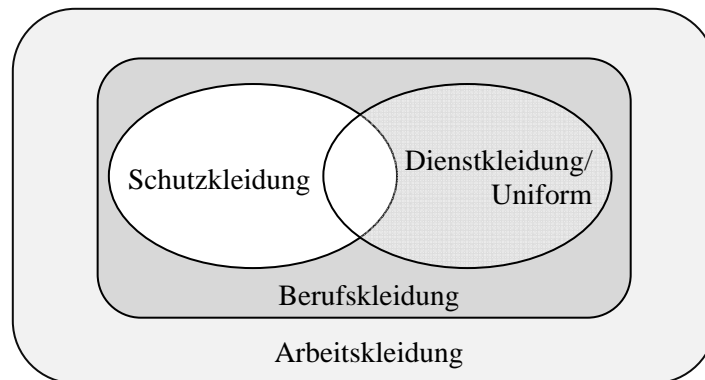 Schutzkleidung
Dienstkleidung/
Uniform
Berufskleidung
Arbeitskleidung